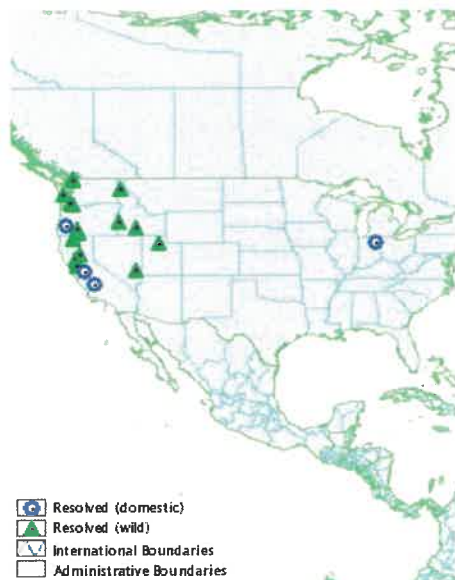 Resolved (domestic)
Resolved (wild)
International Boundaries
Administrative Boundaries